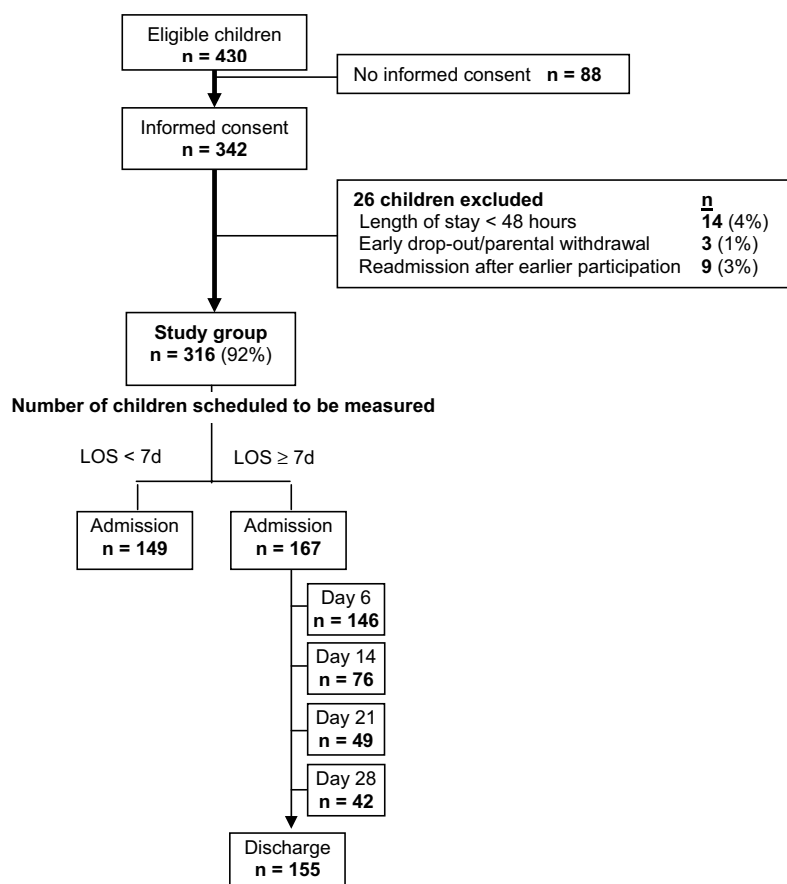 Eligible children
n = 430
No informed consent n = 88
Informed consent
n = 342
26 children excluded n
Length of stay < 48 hours 14 (4%)
Early drop-out/parental withdrawal 3 (1%)
Readmission after earlier participation 9 (3%)
Study group
n = 316 (92%)
Number of children scheduled to be measured
LOS < 7d LOS ≥ 7d
Admission
n = 149
Admission
n = 167
Day 6
n = 146
Day 14
n = 76
Day 21
n = 49
Day 28
n = 42
Discharge
n = 155